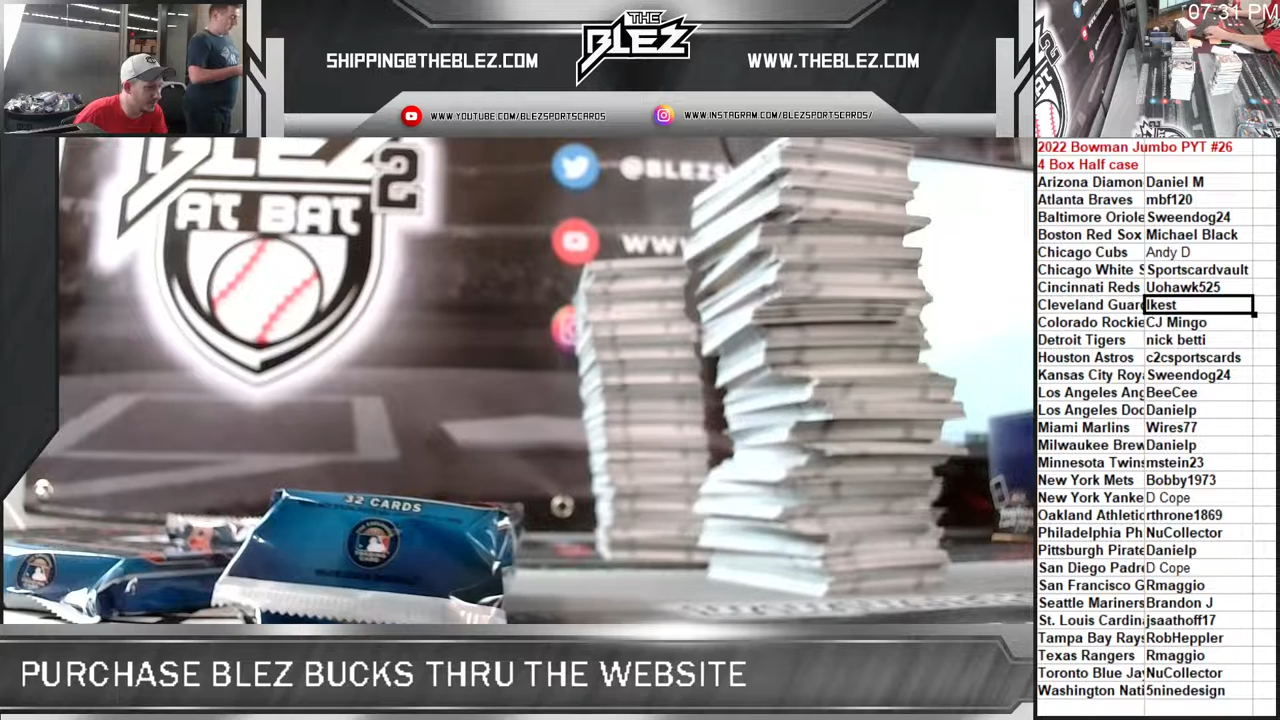 07:31 PM
THE
BLEZ
SHIPPING@THEBLEZ.COM
WWW.THEBLEZ.COM
WWW.YOUTUBE.COM/BLEZSPORTSCARDS
WWW.INSTAGRAM.COM/BLEZSPORTSCARDS/
BLEZ 2
AT BAT
@BLEZS
WW
32 CARDS
2022 Bowman Jumbo PYT #26
4 Box Half case
Arizona Diamon Daniel M
Atlanta Braves mbf120
Baltimore Oriole Sweendog24
Boston Red Sox Michael Black
Chicago Cubs Andy D
Chicago White S Sportscardvault
Cincinnati Reds Uohawk525
Cleveland Guar lkest
Colorado Rockie CJ Mingo
Detroit Tigers nick betti
Houston Astros c2csportscards
Kansas City Roy Sweendog24
Los Angeles Ang BeeCee
Los Angeles Dod Danielp
Miami Marlins Wires77
Milwaukee Brew Danielp
Minnesota Twins mstein23
New York Mets Bobby1973
New York Yanke D Cope
Oakland Athletic rthrone1869
Philadelphia Ph NuCollector
Pittsburgh Pirate Danielp
San Diego Padre D Cope
San Francisco G Rmaggio
Seattle Mariners Brandon J
St. Louis Cardin jsaathoff17
Tampa Bay Rays RobHeppler
Texas Rangers Rmaggio
Toronto Blue Ja NuCollector
Washington Nati 5ninedesign
PURCHASE BLEZ BUCKS THRU THE WEBSITE